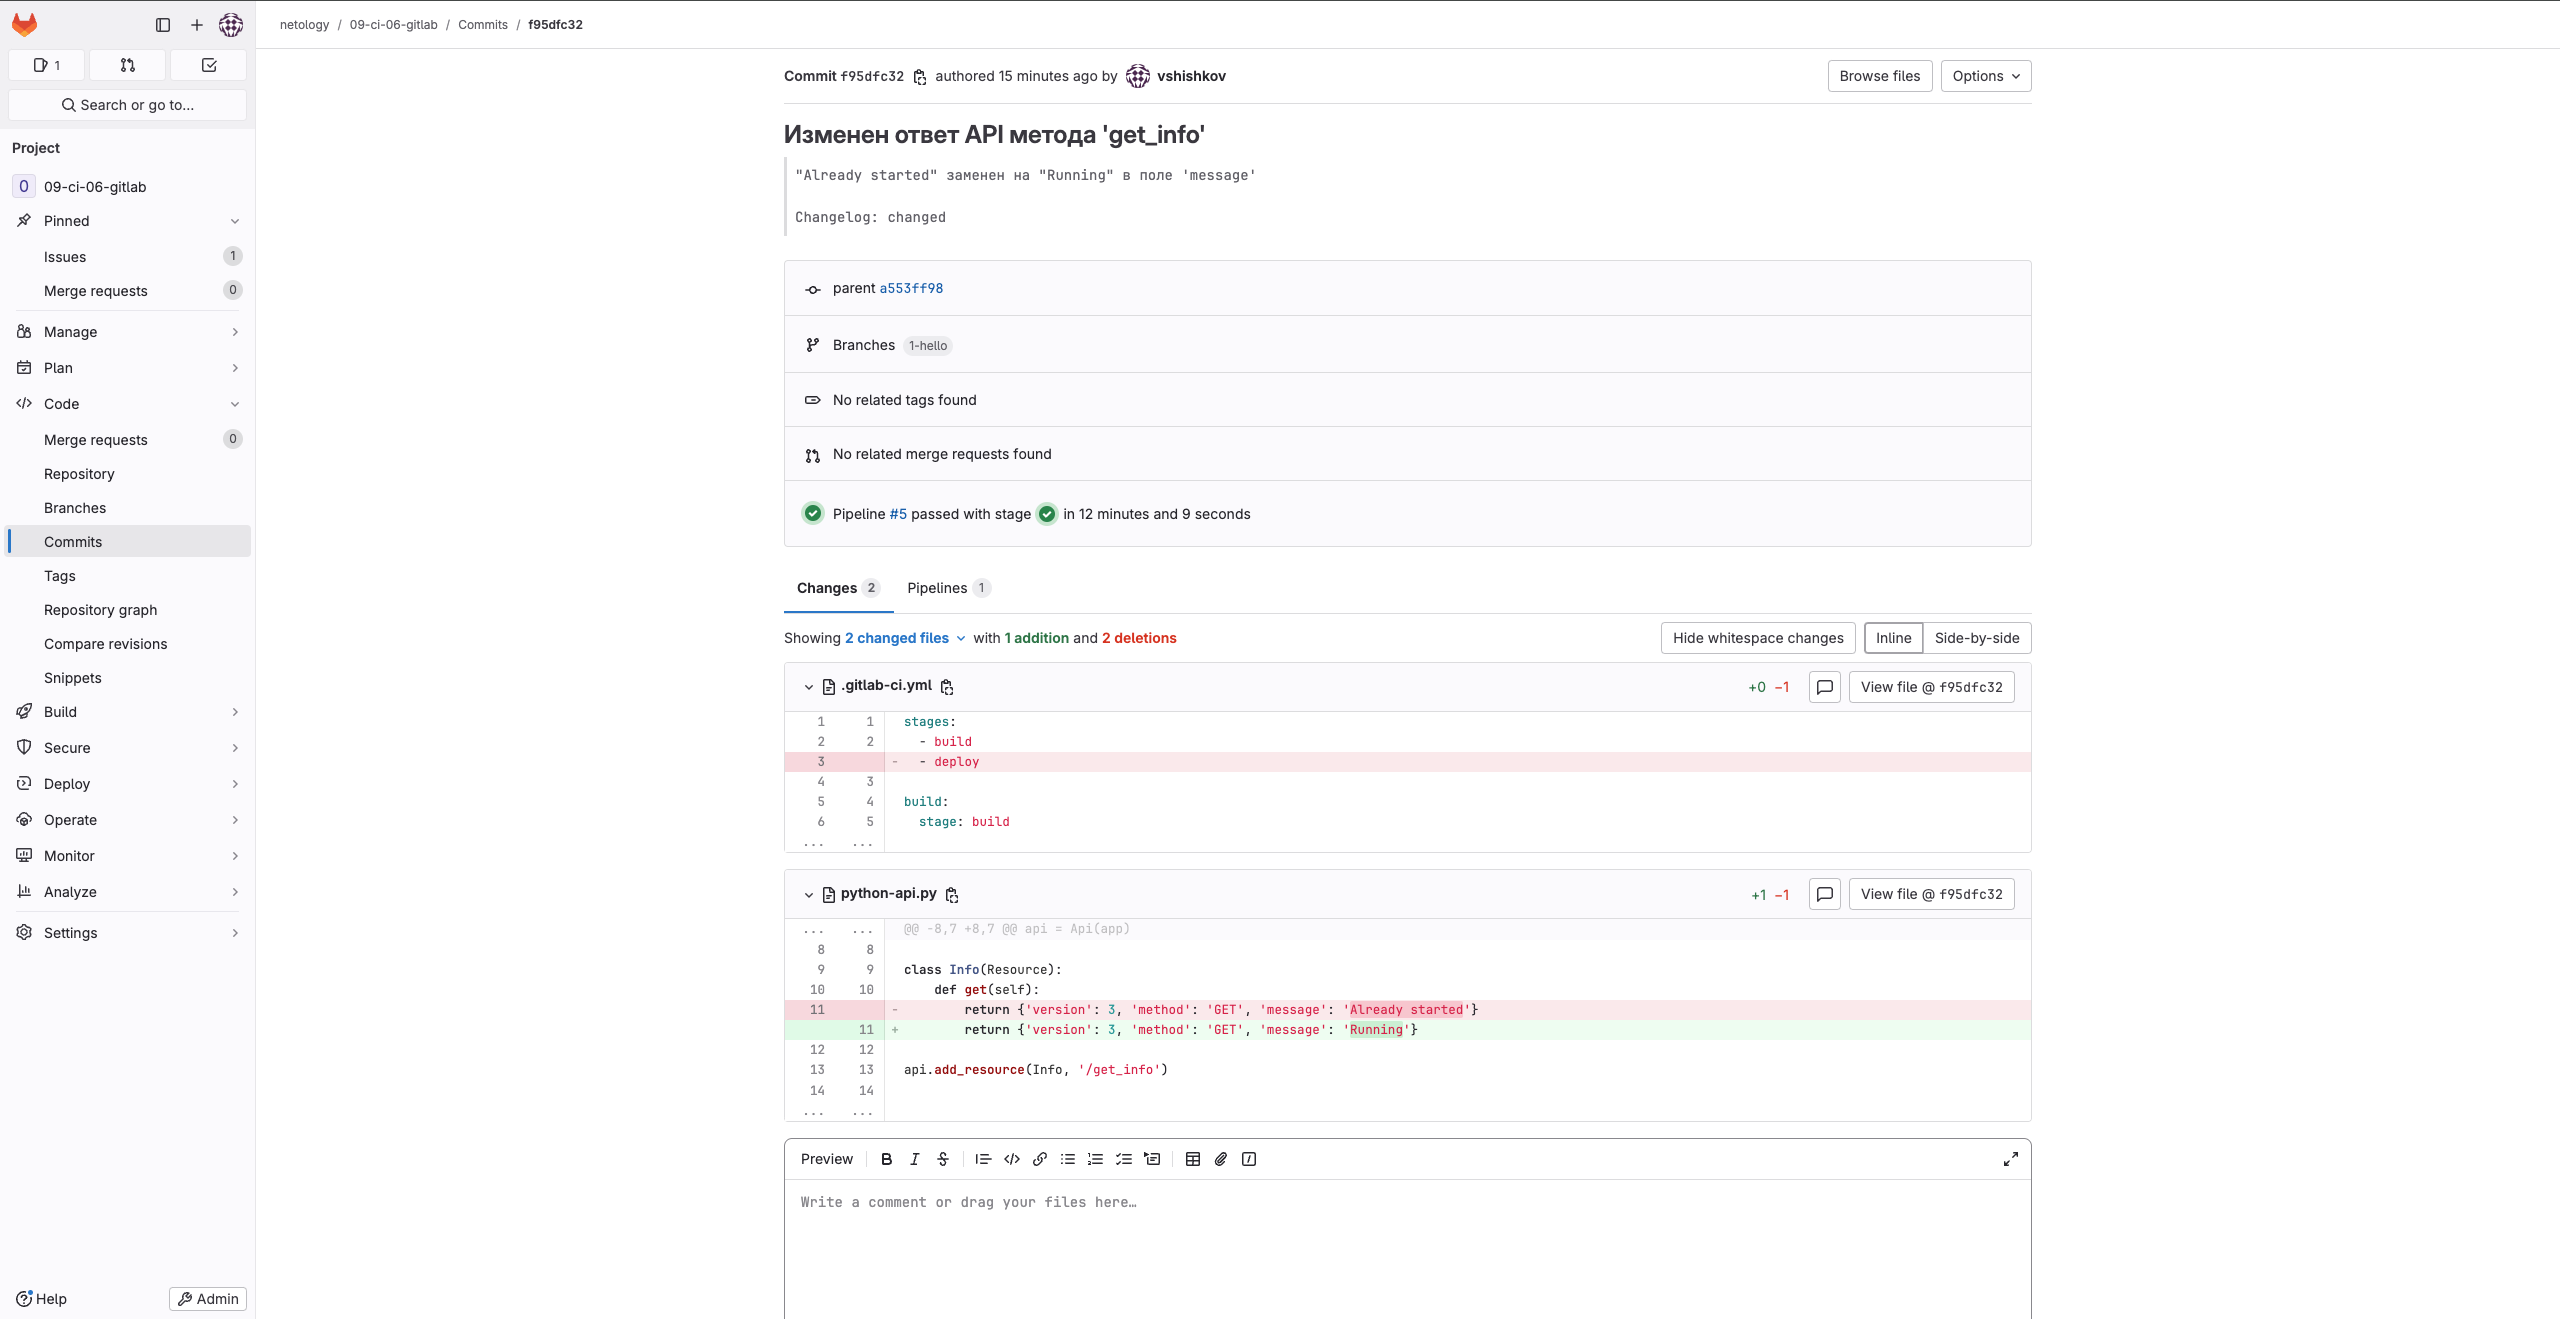 netology / 09-ci-06-gitlab / Commits / f95dfc32
1
Search or go to...
Project
0 09-ci-06-gitlab
Pinned
Issues 1
Merge requests 0
Manage
Plan
Code
Merge requests 0
Repository
Branches
Commits
Tags
Repository graph
Compare revisions
Snippets
Build
Secure
Deploy
Operate
Monitor
Analyze
Settings
Help
Admin
Commit f95dfc32 authored 15 minutes ago by vshishkov
Browse files
Options
Изменен ответ API метода 'get_info'
"Already started" заменен на "Running" в поле 'message'
Changelog: changed
parent a553ff98
Branches 1-hello
No related tags found
No related merge requests found
Pipeline #5 passed with stage in 12 minutes and 9 seconds
Changes 2
Pipelines 1
Showing 2 changed files with 1 addition and 2 deletions
Hide whitespace changes
Inline
Side-by-side
.gitlab-ci.yml
+0 −1
View file @ f95dfc32
1 1 stages:
2 2 - build
3 - - deploy
4 3
5 4 build:
6 5 stage: build
... ...
python-api.py
+1 −1
View file @ f95dfc32
... ... @@ -8,7 +8,7 @@ api = Api(app)
8 8
9 9 class Info(Resource):
10 10 def get(self):
11 - return {'version': 3, 'method': 'GET', 'message': 'Already started'}
11 + return {'version': 3, 'method': 'GET', 'message': 'Running'}
12 12
13 13 api.add_resource(Info, '/get_info')
14 14
... ...
Preview B I S
Write a comment or drag your files here…